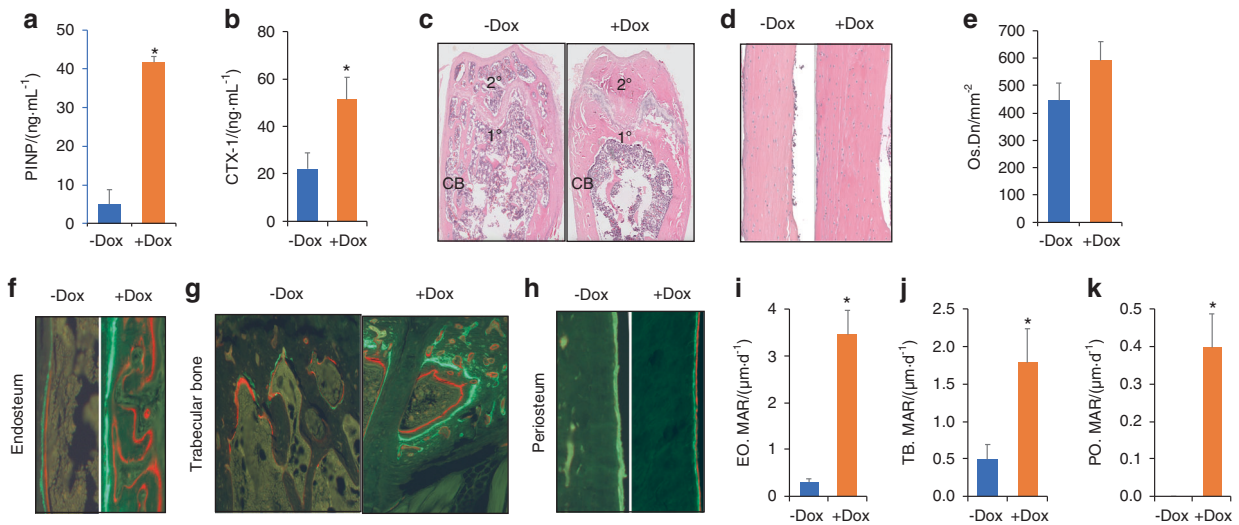 a
PINP/(ng·mL⁻¹)
50
40
30
20
10
0
*
-Dox +Dox
b
CTX-1/(ng·mL⁻¹)
80
60
40
20
0
*
-Dox +Dox
c
-Dox +Dox
2° 2°
1° 1°
CB CB
d
-Dox +Dox
e
Os.Dn/mm⁻²
700
600
500
400
300
200
100
0
-Dox +Dox
f
-Dox +Dox
Endosteum
g
-Dox +Dox
Trabecular bone
h
-Dox +Dox
Periosteum
i
EO. MAR/(μm·d⁻¹)
4
3
2
1
0
*
-Dox +Dox
j
TB. MAR/(μm·d⁻¹)
2.5
2.0
1.5
1.0
0.5
0
*
-Dox +Dox
k
PO. MAR/(μm·d⁻¹)
0.5
0.4
0.3
0.2
0.1
0
*
-Dox +Dox